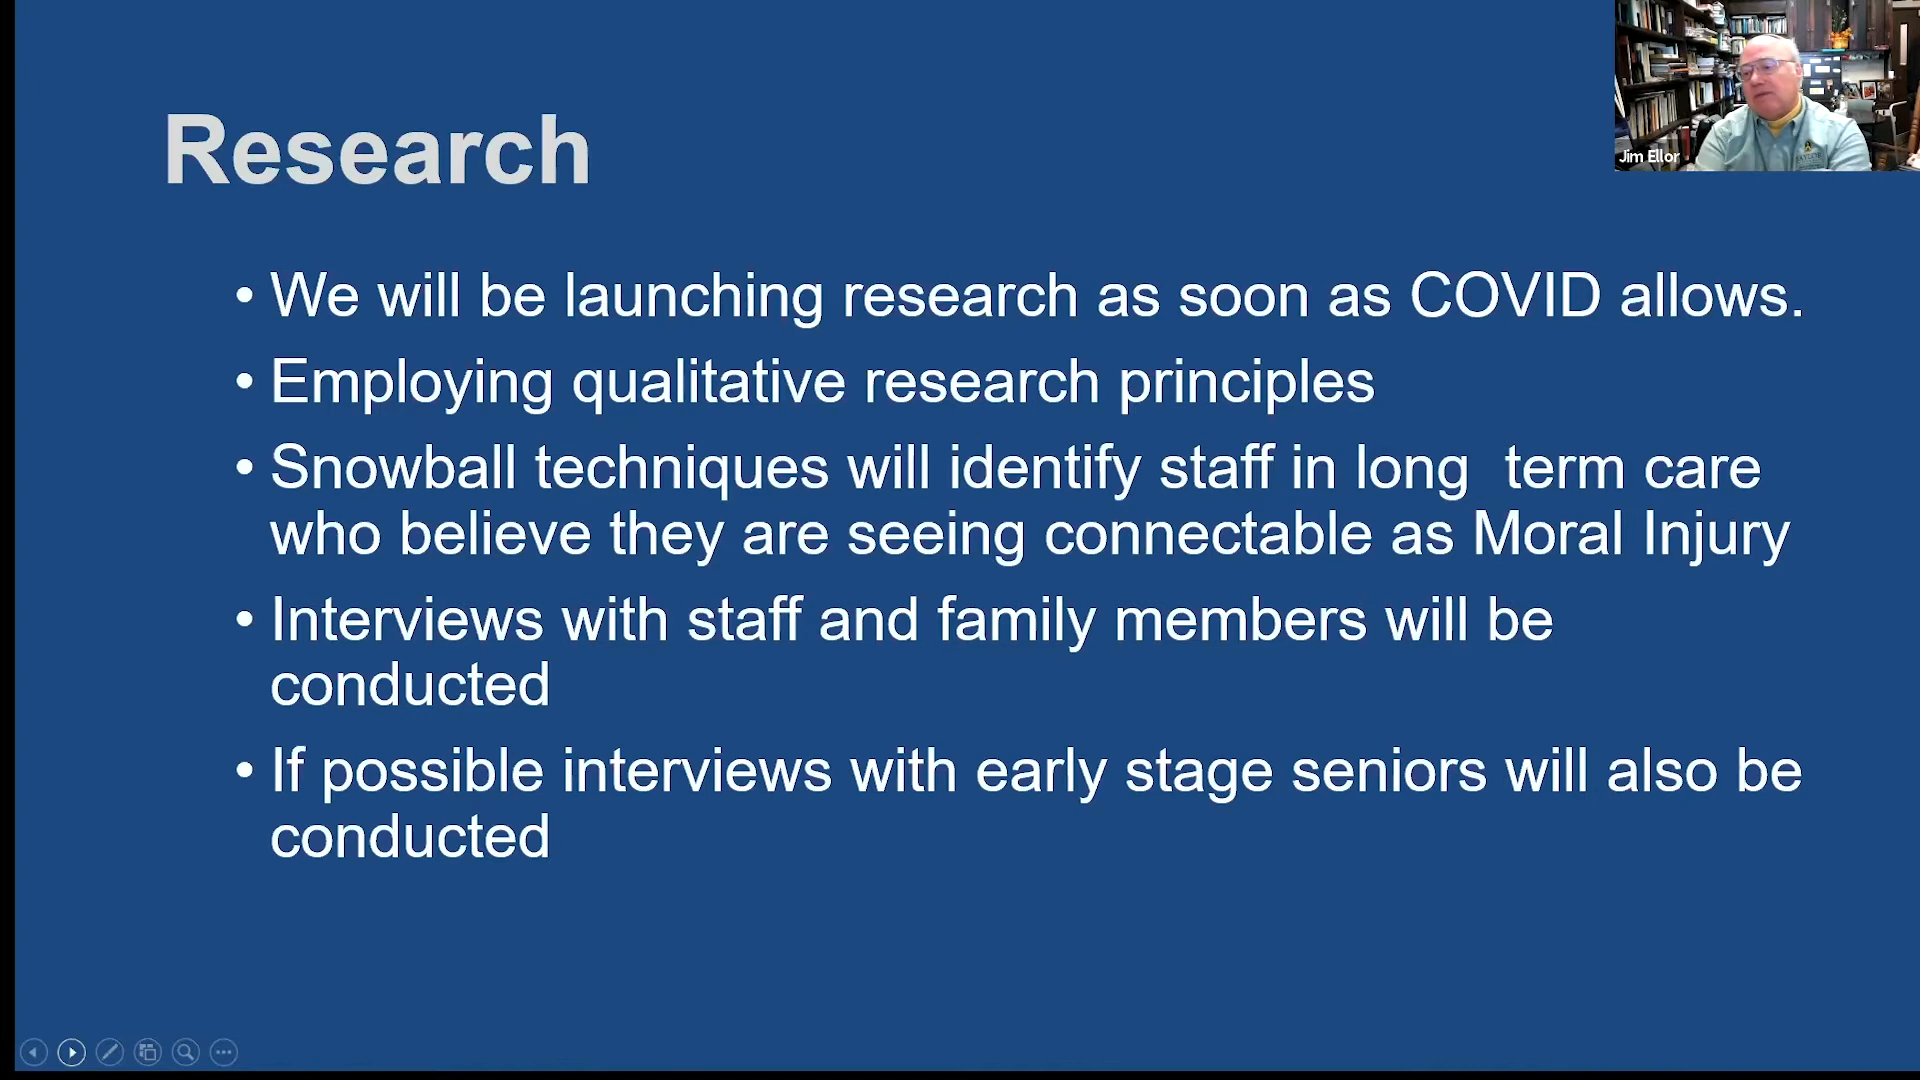 Research
• We will be launching research as soon as COVID allows.
• Employing qualitative research principles
• Snowball techniques will identify staff in long  term care
who believe they are seeing connectable as Moral Injury
• Interviews with staff and family members will be
conducted
• If possible interviews with early stage seniors will also be
conducted
Jim Ellor